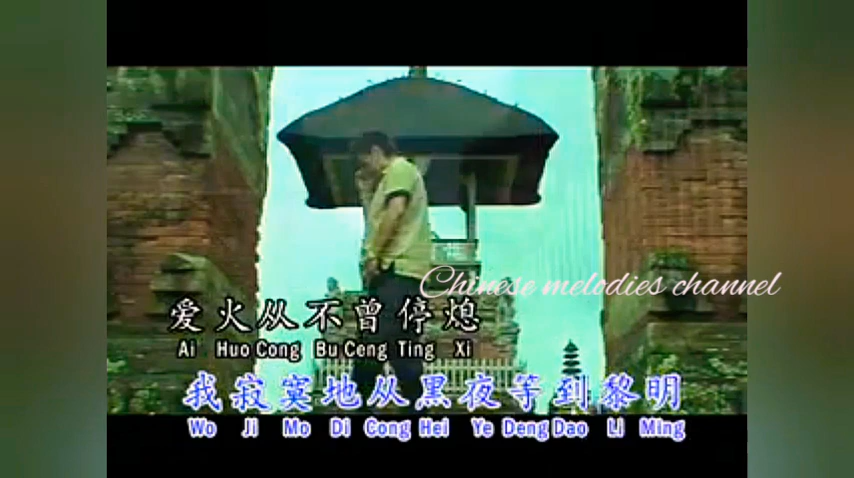 Chinese melodies channel
爱火从不曾停熄
Ai Huo Cong Bu Ceng Ting Xi
我寂寞地从黑夜等到黎明
Wo Ji Mo Di Cong Hei Ye Deng Dao Li Ming